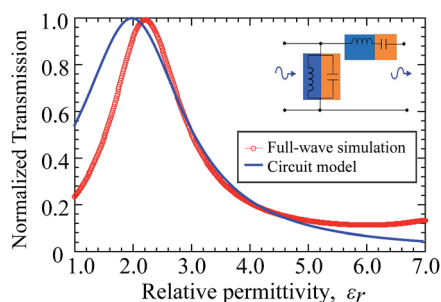 Normalized Transmission
1.0
0.8
0.6
0.4
0.2
0
Full-wave simulation
Circuit model
1.0 2.0 3.0 4.0 5.0 6.0 7.0
Relative permittivity, εr